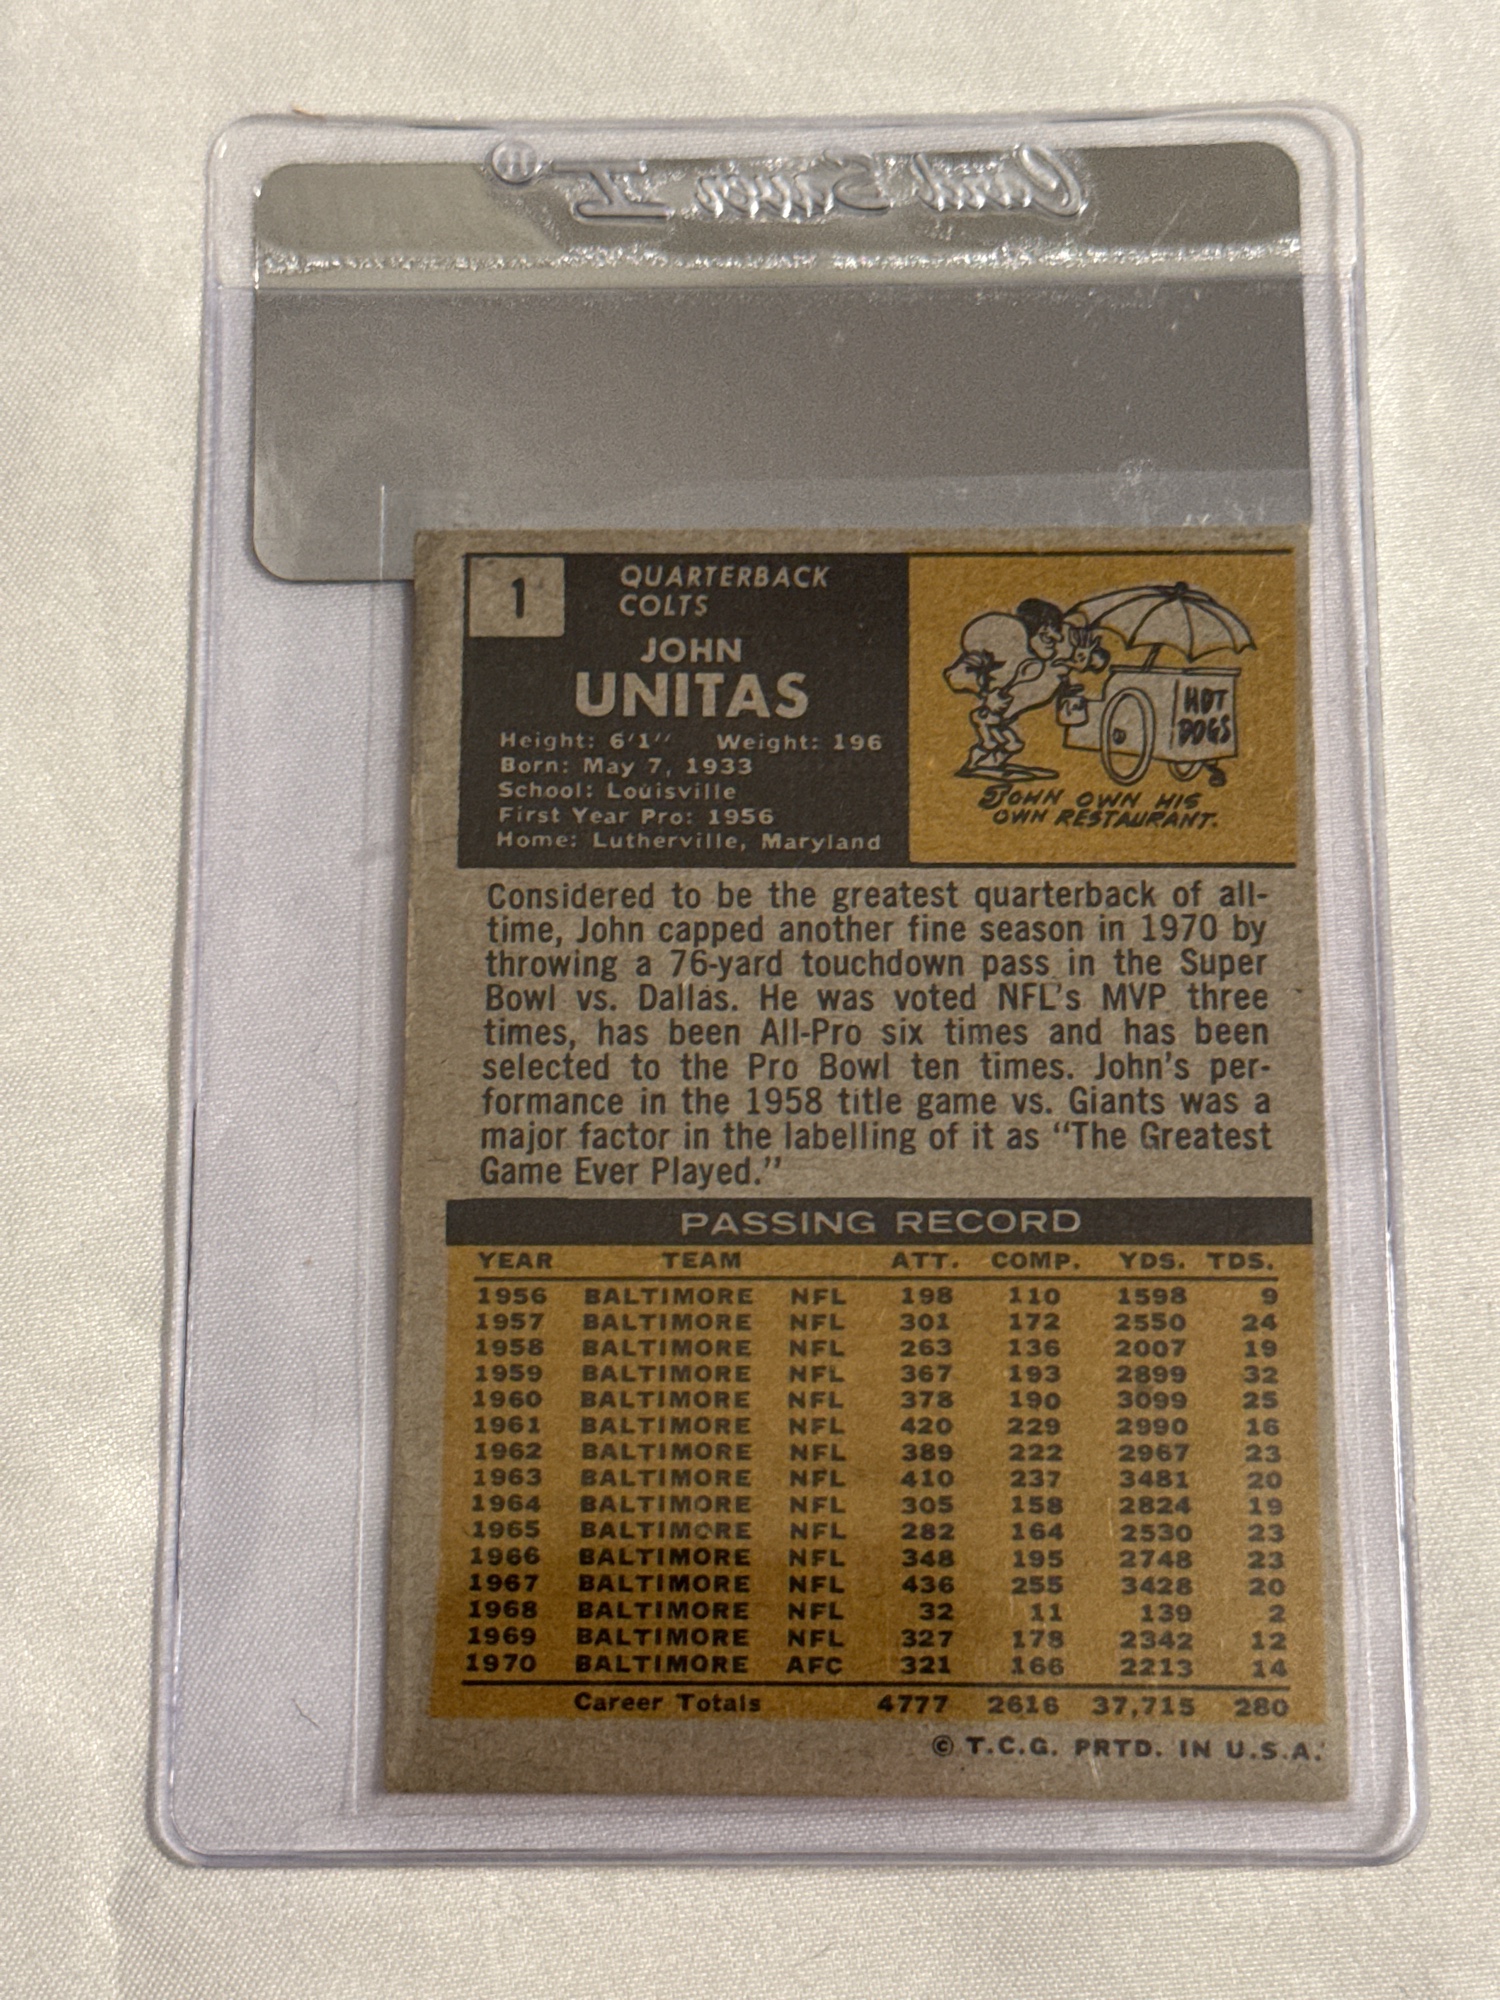 Card Saver II®
1
QUARTERBACK
COLTS
JOHN
UNITAS
Height: 6'1" Weight: 196
Born: May 7, 1933
School: Louisville
First Year Pro: 1956
Home: Lutherville, Maryland
HOT
DOGS
JOHN OWN HIS
OWN RESTAURANT.
Considered to be the greatest quarterback of all-
time, John capped another fine season in 1970 by
throwing a 76-yard touchdown pass in the Super
Bowl vs. Dallas. He was voted NFL's MVP three
times, has been All-Pro six times and has been
selected to the Pro Bowl ten times. John's per-
formance in the 1958 title game vs. Giants was a
major factor in the labelling of it as "The Greatest
Game Ever Played."
PASSING RECORD
YEAR TEAM ATT. COMP. YDS. TDS.
1956 BALTIMORE NFL 198 110 1598 9
1957 BALTIMORE NFL 301 172 2550 24
1958 BALTIMORE NFL 263 136 2007 19
1959 BALTIMORE NFL 367 193 2899 32
1960 BALTIMORE NFL 378 190 3099 25
1961 BALTIMORE NFL 420 229 2990 16
1962 BALTIMORE NFL 389 222 2967 23
1963 BALTIMORE NFL 410 237 3481 20
1964 BALTIMORE NFL 305 158 2824 19
1965 BALTIMORE NFL 282 164 2530 23
1966 BALTIMORE NFL 348 195 2748 23
1967 BALTIMORE NFL 436 255 3428 20
1968 BALTIMORE NFL 32 11 139 2
1969 BALTIMORE NFL 327 178 2342 12
1970 BALTIMORE AFC 321 166 2213 14
Career Totals 4777 2616 37,715 280
© T.C.G. PRTD. IN U.S.A.